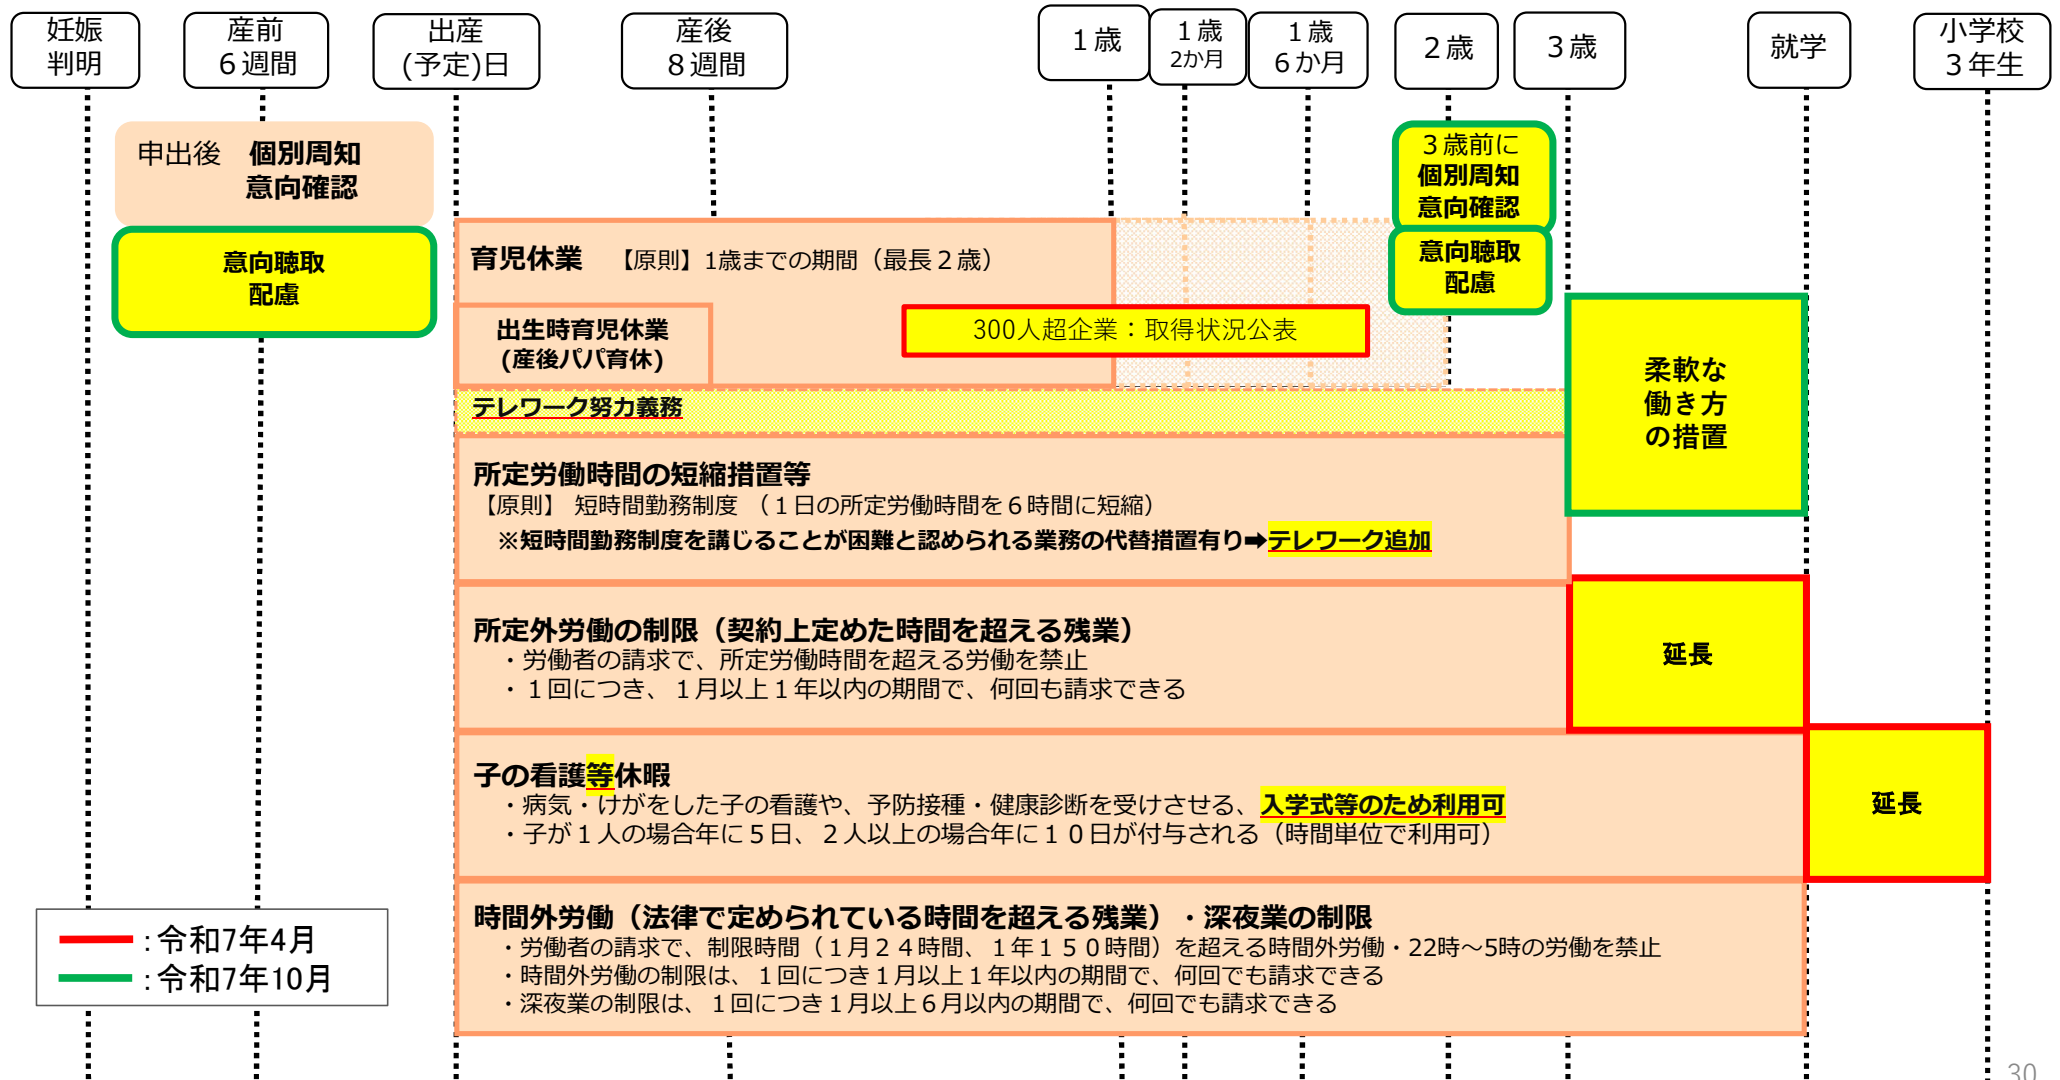 妊娠
判明
産前
６週間
出産
(予定)日
産後
８週間
１歳
１歳
2か月
１歳
６か月
２歳
３歳
就学
小学校
３年生
申出後　個別周知
意向確認
意向聴取
配慮
３歳前に
個別周知
意向確認
意向聴取
配慮
育児休業　【原則】1歳までの期間（最長２歳）
出生時育児休業
(産後パパ育休)
300人超企業：取得状況公表
テレワーク努力義務
柔軟な
働き方
の措置
所定労働時間の短縮措置等
【原則】 短時間勤務制度 （１日の所定労働時間を６時間に短縮）
※短時間勤務制度を講じることが困難と認められる業務の代替措置有り➡テレワーク追加
所定外労働の制限（契約上定めた時間を超える残業）
・労働者の請求で、所定労働時間を超える労働を禁止
・１回につき、１月以上１年以内の期間で、何回も請求できる
延長
子の看護等休暇
・病気・けがをした子の看護や、予防接種・健康診断を受けさせる、入学式等のため利用可
・子が１人の場合年に５日、２人以上の場合年に１０日が付与される（時間単位で利用可）
延長
時間外労働（法律で定められている時間を超える残業）・深夜業の制限
・労働者の請求で、制限時間（１月２４時間、１年１５０時間）を超える時間外労働・22時～5時の労働を禁止
・時間外労働の制限は、１回につき１月以上１年以内の期間で、何回でも請求できる
・深夜業の制限は、１回につき１月以上６月以内の期間で、何回でも請求できる
：令和7年4月
：令和7年10月
30